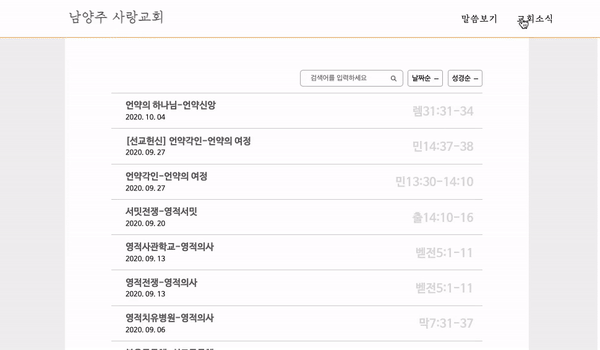 남양주 사랑교회
말씀보기 교회소식
검색어를 입력하세요 날짜순 성경순
언약의 하나님-언약신앙
2020. 10. 04
렘31:31-34
[선교헌신] 언약각인-언약의 여정
2020. 09. 27
민14:37-38
언약각인-언약의 여정
2020. 09. 27
민13:30-14:10
서밋전쟁-영적서밋
2020. 09. 20
출14:10-16
영적사관학교-영적의사
2020. 09. 13
벧전5:1-11
영적전쟁-영적의사
2020. 09. 13
벧전5:1-11
영적치유병원-영적의사
2020. 09. 06
막7:31-37